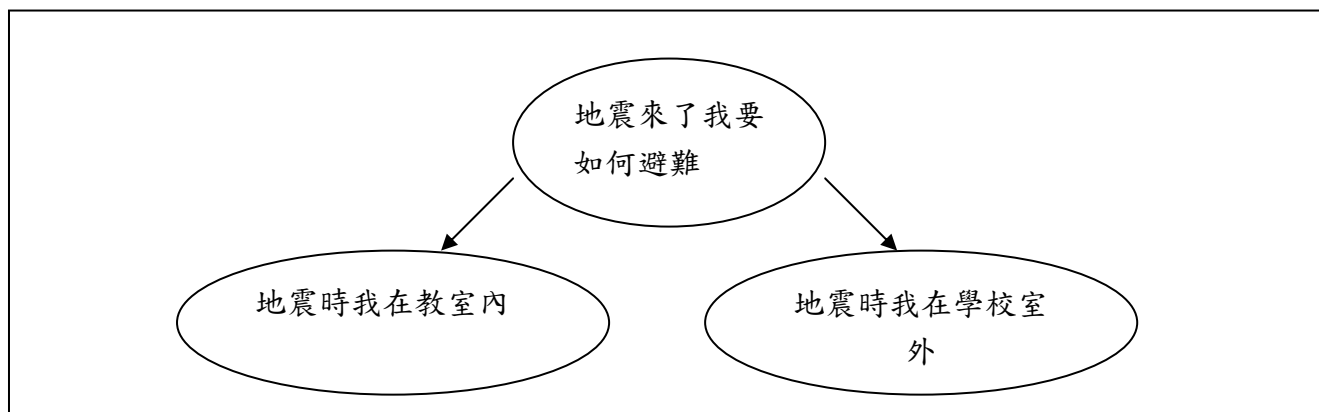 地震來了我要
如何避難
地震時我在教室內
地震時我在學校室
外